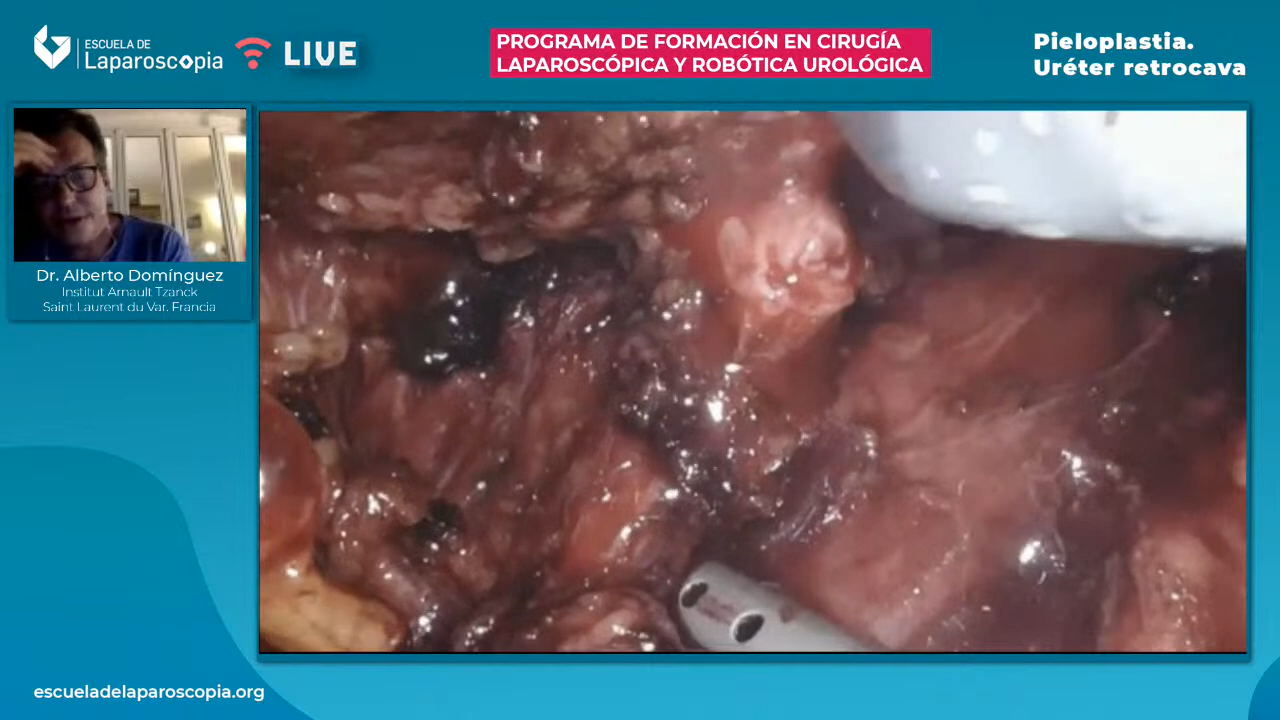 ESCUELA DE
Laparoscopia
LIVE
PROGRAMA DE FORMACIÓN EN CIRUGÍA
LAPAROSCÓPICA Y ROBÓTICA UROLÓGICA
Pieloplastia.
Uréter retrocava
Dr. Alberto Domínguez
Institut Arnault Tzanck
Saint Laurent du Var. Francia
escueladelaparoscopia.org